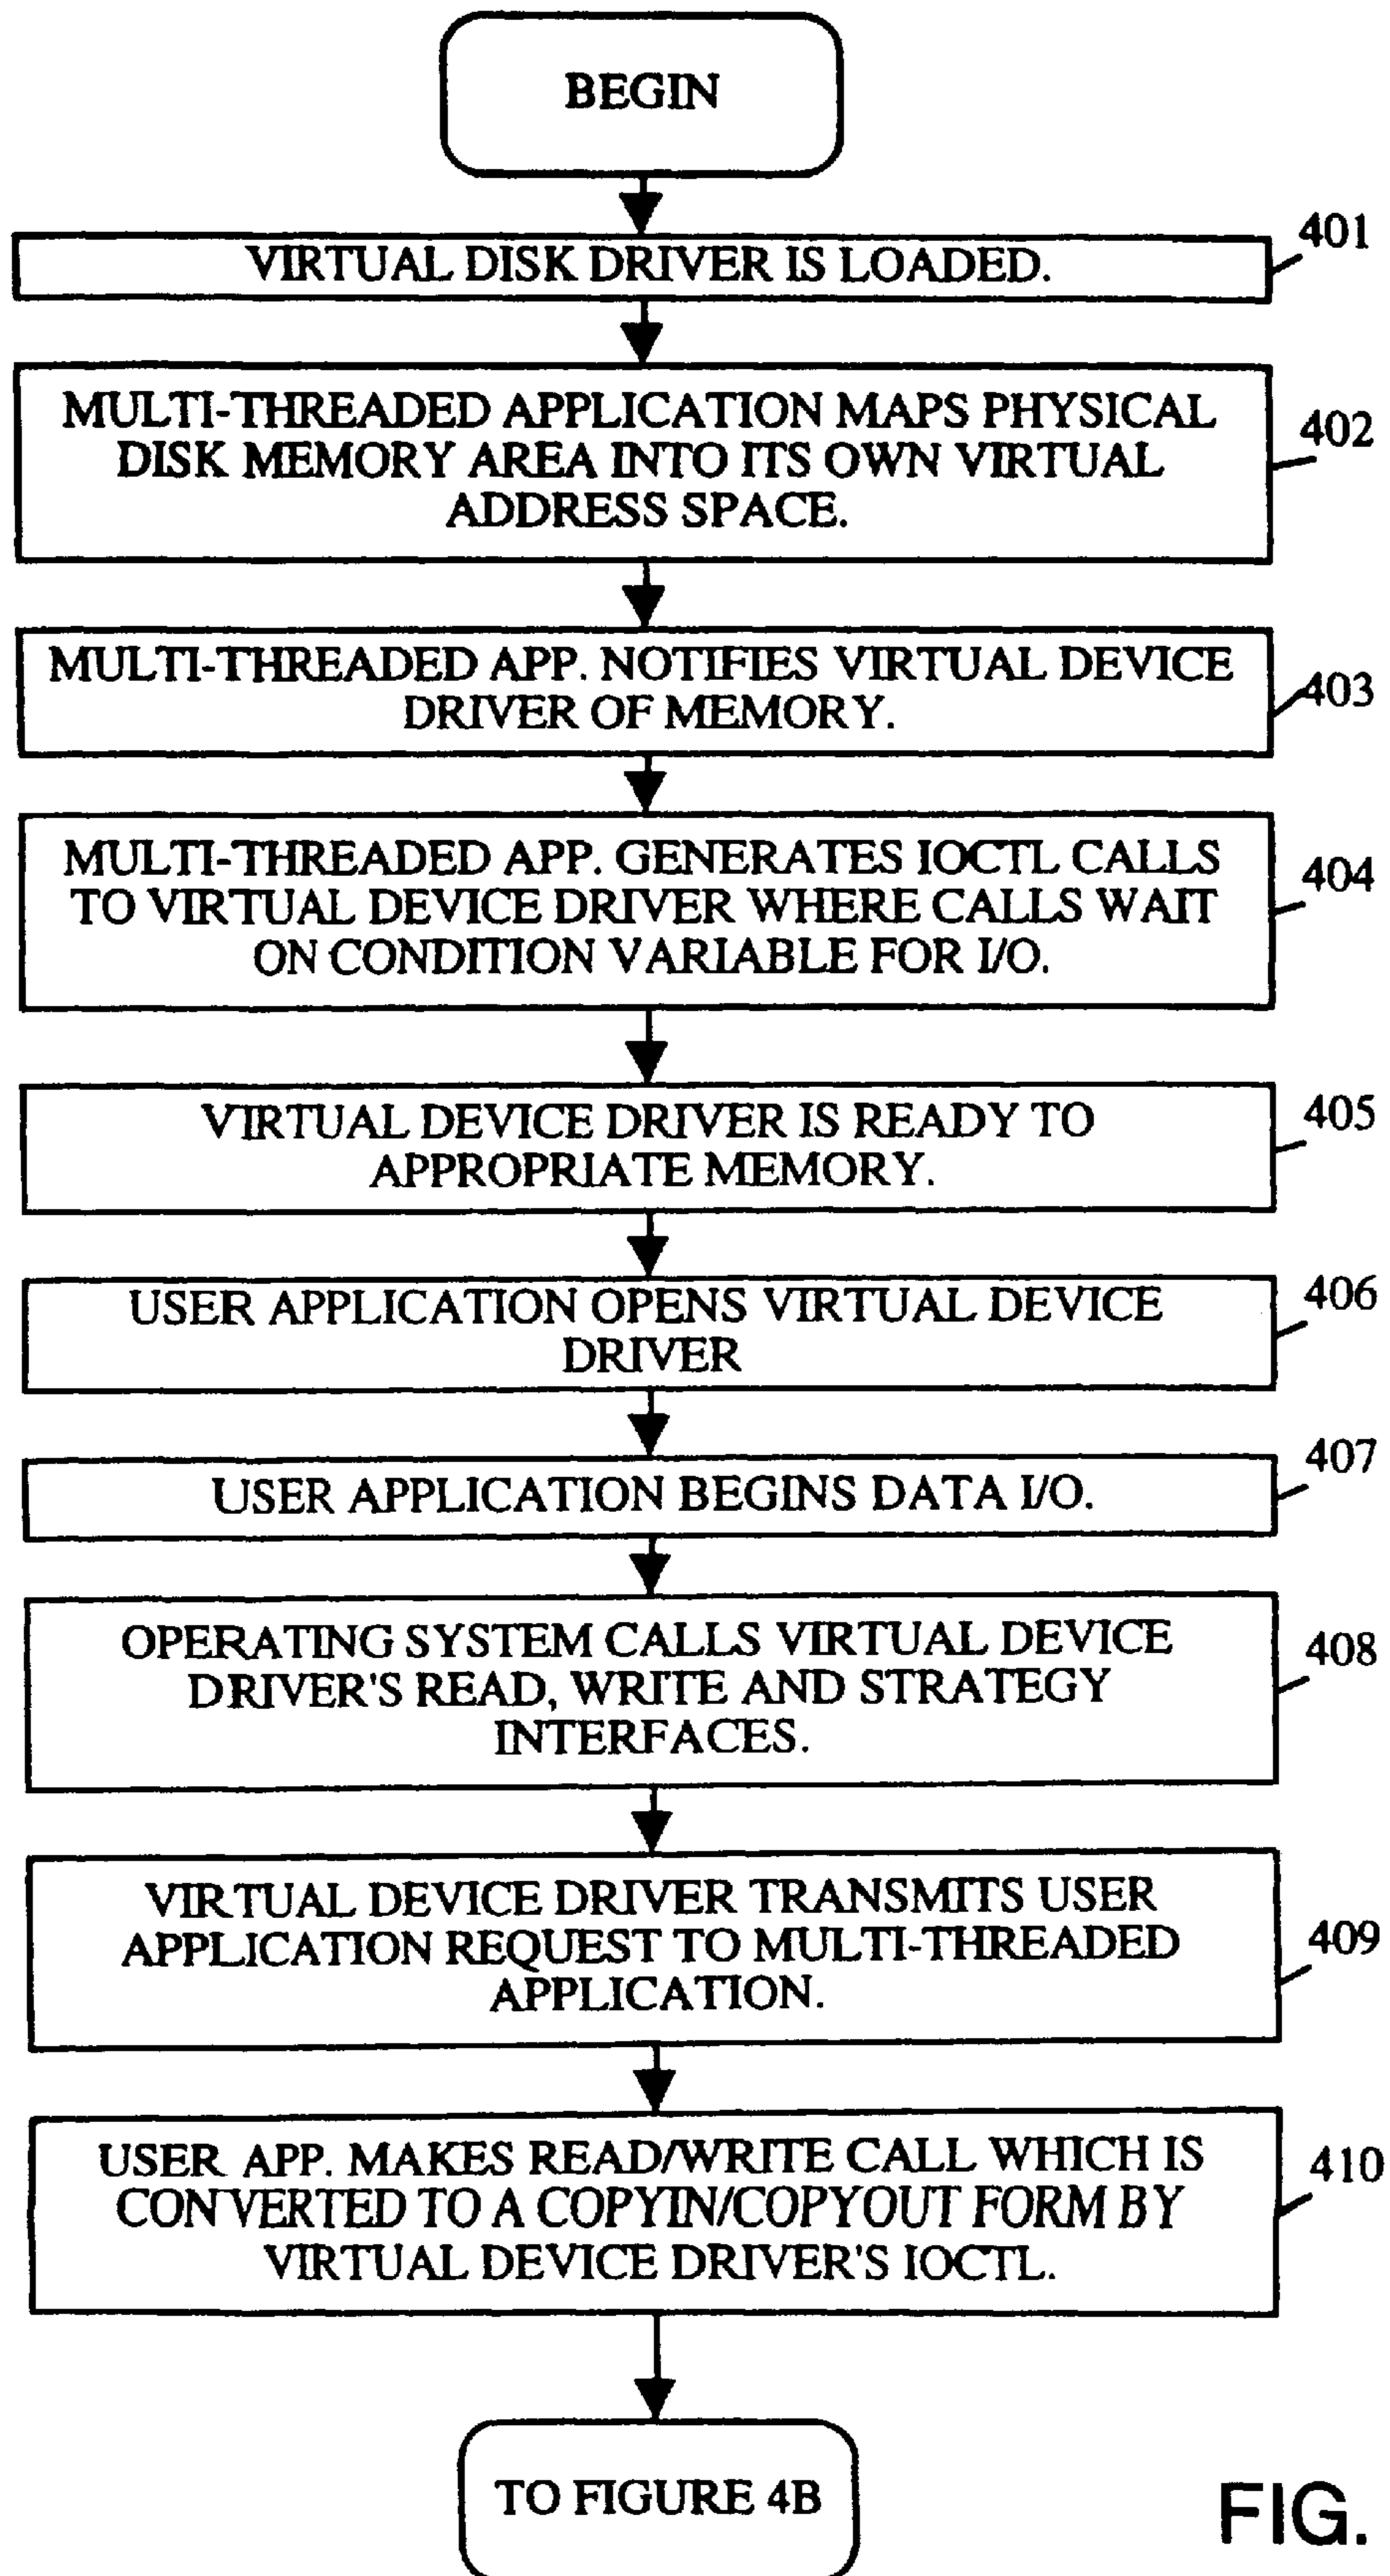 BEGIN
VIRTUAL DISK DRIVER IS LOADED.
401
MULTI-THREADED APPLICATION MAPS PHYSICAL
DISK MEMORY AREA INTO ITS OWN VIRTUAL
ADDRESS SPACE.
402
MULTI-THREADED APP. NOTIFIES VIRTUAL DEVICE
DRIVER OF MEMORY.
403
MULTI-THREADED APP. GENERATES IOCTL CALLS
TO VIRTUAL DEVICE DRIVER WHERE CALLS WAIT
ON CONDITION VARIABLE FOR I/O.
404
VIRTUAL DEVICE DRIVER IS READY TO
APPROPRIATE MEMORY.
405
USER APPLICATION OPENS VIRTUAL DEVICE
DRIVER
406
USER APPLICATION BEGINS DATA I/O.
407
OPERATING SYSTEM CALLS VIRTUAL DEVICE
DRIVER'S READ, WRITE AND STRATEGY
INTERFACES.
408
VIRTUAL DEVICE DRIVER TRANSMITS USER
APPLICATION REQUEST TO MULTI-THREADED
APPLICATION.
409
USER APP. MAKES READ/WRITE CALL WHICH IS
CONVERTED TO A COPYIN/COPYOUT FORM BY
VIRTUAL DEVICE DRIVER'S IOCTL.
410
TO FIGURE 4B
FIG.